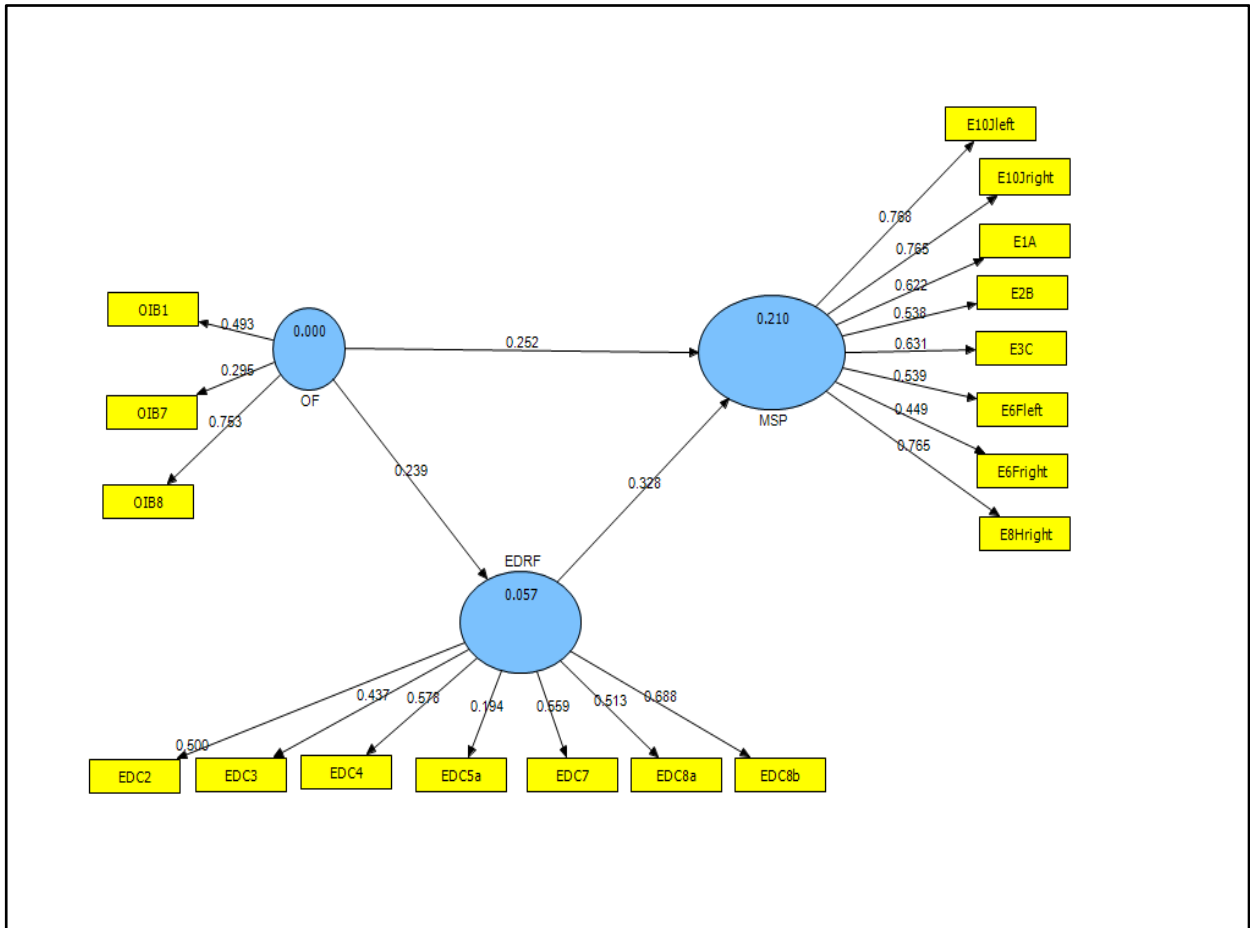 E10Jleft
E10Jright
0.768
0.765
E1A
0.622
E2B
0.538
OIB1
0.493
0.000
0.210
0.252
0.631
E3C
0.539
0.295
OF
E6Fleft
OIB7
0.449
MSP
0.753
0.765
0.239
E6Fright
0.328
OIB8
E8Hright
EDRF
0.057
0.437
0.578
0.194
0.559
0.513
0.688
0.500
EDC2
EDC3
EDC4
EDC5a
EDC7
EDC8a
EDC8b